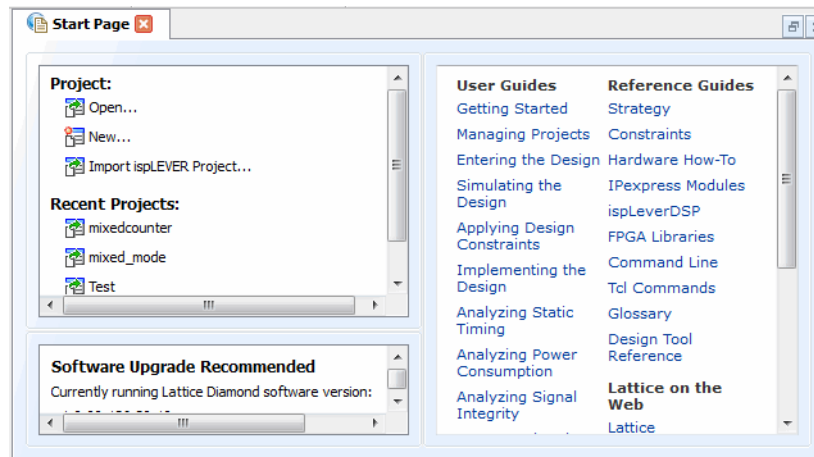 Start Page
Project:
Open...
New...
Import ispLEVER Project...
Recent Projects:
mixedcounter
mixed_mode
Test
Software Upgrade Recommended
Currently running Lattice Diamond software version:
User Guides
Getting Started
Managing Projects
Entering the Design
Simulating the
Design
Applying Design
Constraints
Implementing the
Design
Analyzing Static
Timing
Analyzing Power
Consumption
Analyzing Signal
Integrity
Reference Guides
Strategy
Constraints
Hardware How-To
IPexpress Modules
ispLeverDSP
FPGA Libraries
Command Line
Tcl Commands
Glossary
Design Tool
Reference
Lattice on the
Web
Lattice